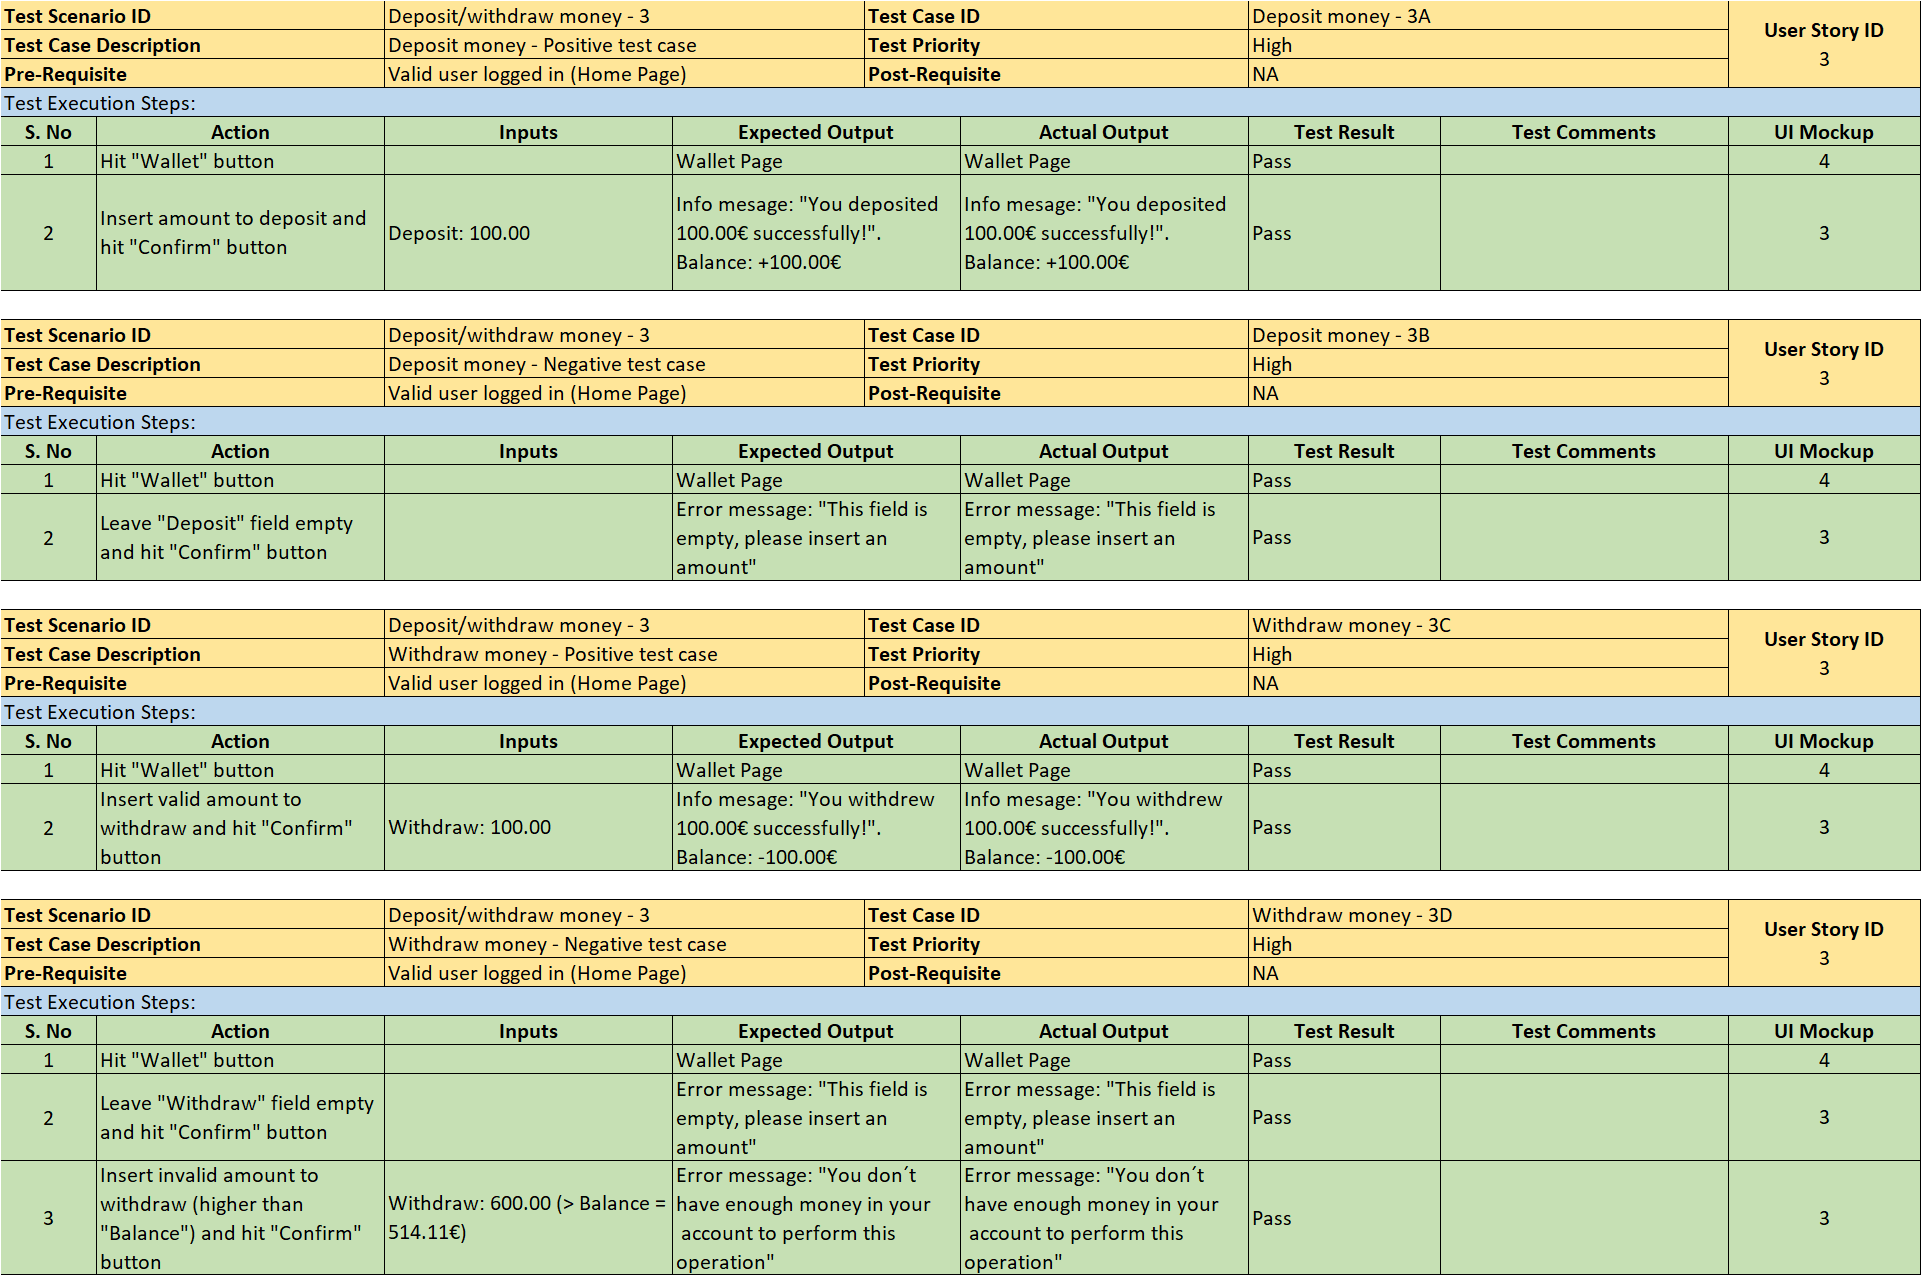 Test Scenario ID Deposit/withdraw money - 3 Test Case ID Deposit money - 3A User Story ID
Test Case Description Deposit money - Positive test case Test Priority High 3
Pre-Requisite Valid user logged in (Home Page) Post-Requisite NA
Test Execution Steps:
S. No Action Inputs Expected Output Actual Output Test Result Test Comments UI Mockup
1 Hit "Wallet" button Wallet Page Wallet Page Pass 4
2
Insert amount to deposit and
hit "Confirm" button
Deposit: 100.00
Info mesage: "You deposited
100.00€ successfully!".
Balance: +100.00€
Info mesage: "You deposited
100.00€ successfully!".
Balance: +100.00€
Pass
3
Test Scenario ID Deposit/withdraw money - 3 Test Case ID Deposit money - 3B User Story ID
Test Case Description Deposit money - Negative test case Test Priority High 3
Pre-Requisite Valid user logged in (Home Page) Post-Requisite NA
Test Execution Steps:
S. No Action Inputs Expected Output Actual Output Test Result Test Comments UI Mockup
1 Hit "Wallet" button Wallet Page Wallet Page Pass 4
2
Leave "Deposit" field empty
and hit "Confirm" button
Error message: "This field is
empty, please insert an
amount"
Error message: "This field is
empty, please insert an
amount"
Pass
3
Test Scenario ID Deposit/withdraw money - 3 Test Case ID Withdraw money - 3C User Story ID
Test Case Description Withdraw money - Positive test case Test Priority High 3
Pre-Requisite Valid user logged in (Home Page) Post-Requisite NA
Test Execution Steps:
S. No Action Inputs Expected Output Actual Output Test Result Test Comments UI Mockup
1 Hit "Wallet" button Wallet Page Wallet Page Pass 4
2
Insert valid amount to
withdraw and hit "Confirm"
button
Withdraw: 100.00
Info mesage: "You withdrew
100.00€ successfully!".
Balance: -100.00€
Info mesage: "You withdrew
100.00€ successfully!".
Balance: -100.00€
Pass
3
Test Scenario ID Deposit/withdraw money - 3 Test Case ID Withdraw money - 3D User Story ID
Test Case Description Withdraw money - Negative test case Test Priority High 3
Pre-Requisite Valid user logged in (Home Page) Post-Requisite NA
Test Execution Steps:
S. No Action Inputs Expected Output Actual Output Test Result Test Comments UI Mockup
1 Hit "Wallet" button Wallet Page Wallet Page Pass 4
2
Leave "Withdraw" field empty
and hit "Confirm" button
Error message: "This field is
empty, please insert an
amount"
Error message: "This field is
empty, please insert an
amount"
Pass
3
3
Insert invalid amount to
withdraw (higher than
"Balance") and hit "Confirm"
button
Withdraw: 600.00 (> Balance =
514.11€)
Error message: "You don´t
have enough money in your
account to perform this
operation"
Error message: "You don´t
have enough money in your
account to perform this
operation"
Pass
3